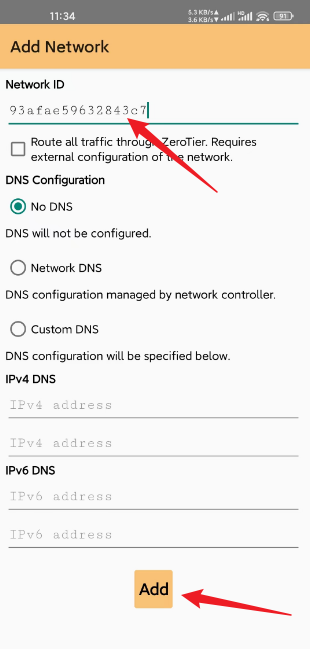 11:34
5.3 KB/s▲
3.6 KB/s▼
HD
91
Add Network
Network ID
93afae59632843c7
Route all traffic through ZeroTier. Requires
external configuration of the network.
DNS Configuration
No DNS
DNS will not be configured.
Network DNS
DNS configuration managed by network controller.
Custom DNS
DNS configuration will be specified below.
IPv4 DNS
IPv4 address
IPv4 address
IPv6 DNS
IPv6 address
IPv6 address
Add